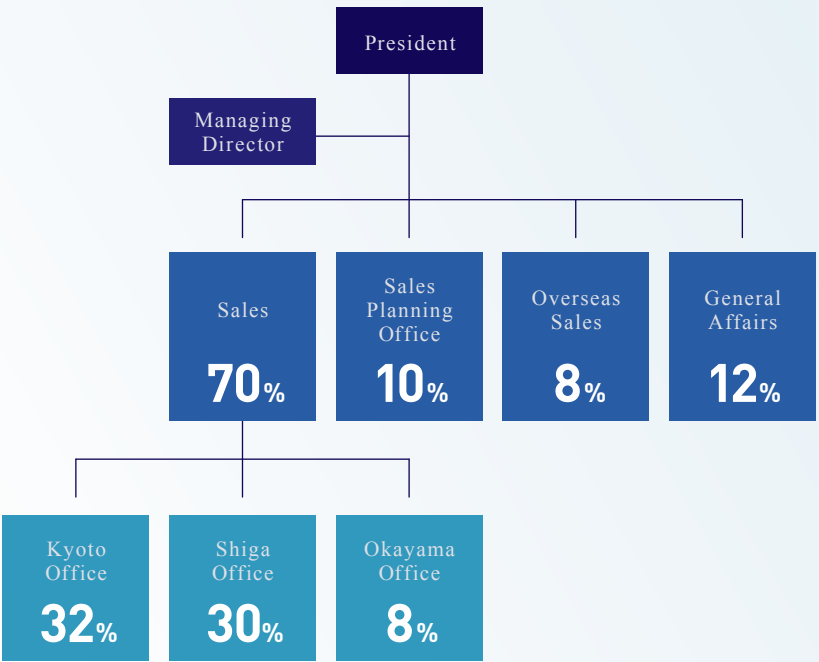 President
Managing
Director
Sales
70%
Sales
Planning
Office
10%
Overseas
Sales
8%
General
Affairs
12%
Kyoto
Office
32%
Shiga
Office
30%
Okayama
Office
8%